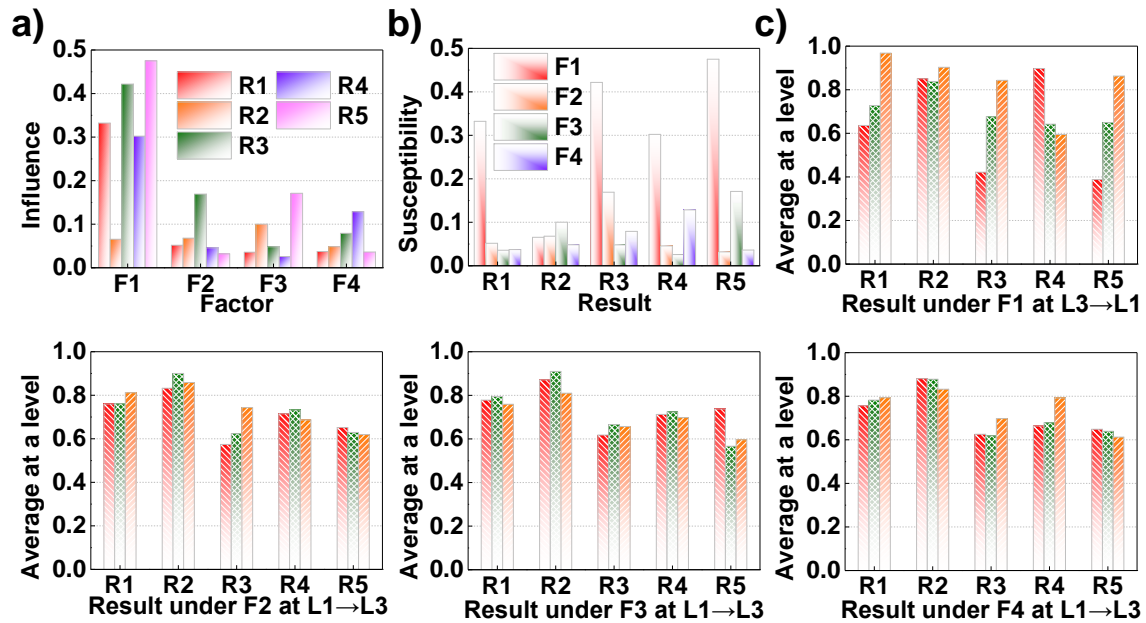 a)
0.5
0.4
0.3
0.2
0.1
0.0
Influence
R1
R2
R3
R4
R5
F1 F2 F3 F4
Factor
b)
0.5
0.4
0.3
0.2
0.1
0.0
Susceptibility
F1
F2
F3
F4
R1 R2 R3 R4 R5
Result
c)
1.0
0.8
0.6
0.4
0.2
0.0
Average at a level
R1 R2 R3 R4 R5
Result under F1 at L3→L1
1.0
0.8
0.6
0.4
0.2
0.0
Average at a level
R1 R2 R3 R4 R5
Result under F2 at L1→L3
1.0
0.8
0.6
0.4
0.2
0.0
Average at a level
R1 R2 R3 R4 R5
Result under F3 at L1→L3
1.0
0.8
0.6
0.4
0.2
0.0
Average at a level
R1 R2 R3 R4 R5
Result under F4 at L1→L3